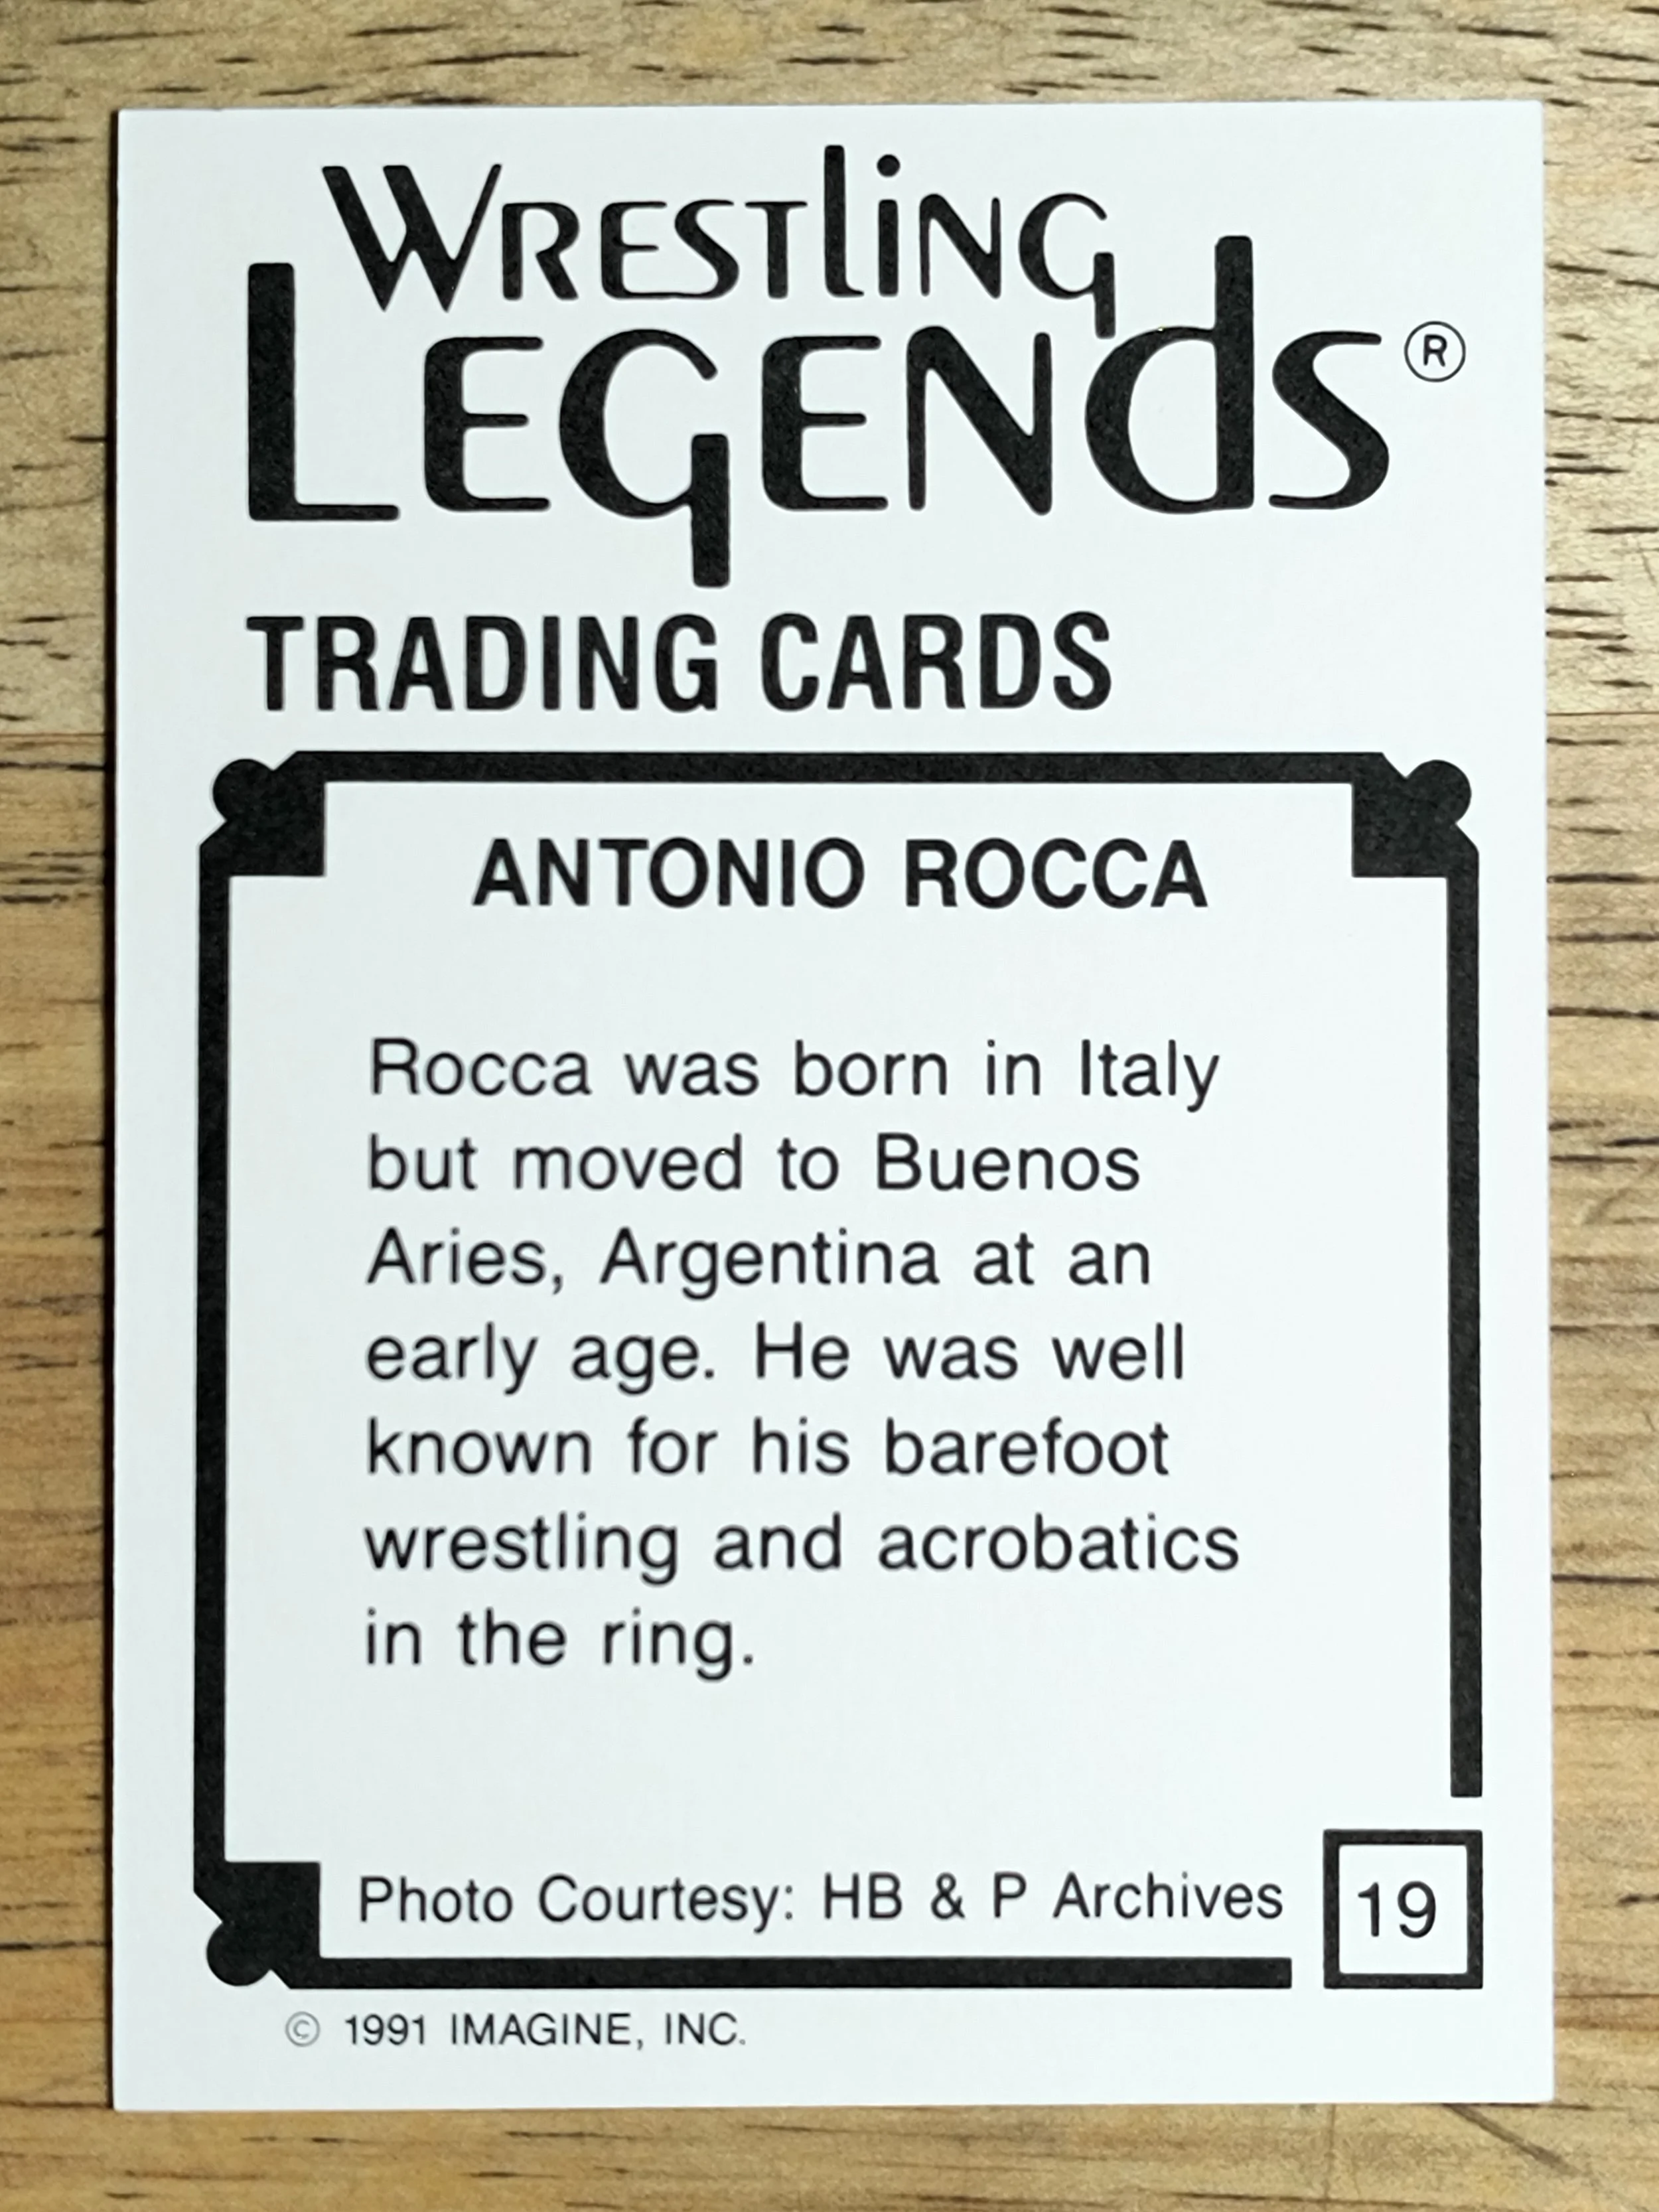 WRESTliNG
LEGENds®
TRADING CARDS
ANTONIO ROCCA
Rocca was born in Italy
but moved to Buenos
Aries, Argentina at an
early age. He was well
known for his barefoot
wrestling and acrobatics
in the ring.
Photo Courtesy: HB & P Archives
19
© 1991 IMAGINE, INC.